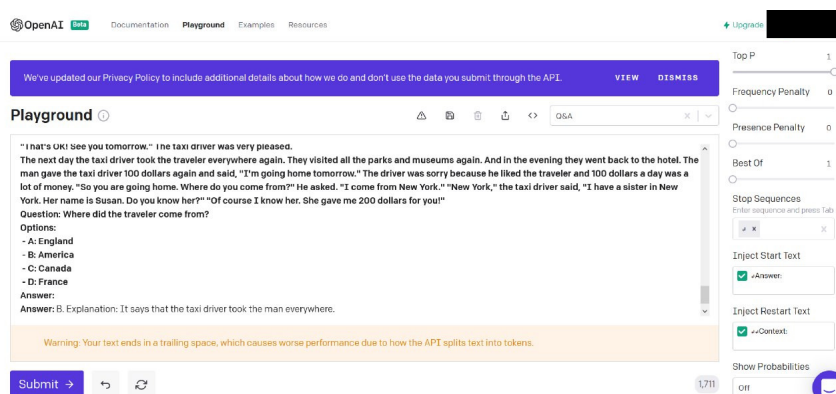 OpenAI Beta Documentation Playground Examples Resources Upgrade
We've updated our Privacy Policy to include additional details about how we do and don't use the data you submit through the API. VIEW DISMISS
Playground
Q&A
"That's OK! See you tomorrow." The taxi driver was very pleased.
The next day the taxi driver took the traveler everywhere again. They visited all the parks and museums again. And in the evening they went back to the hotel. The
man gave the taxi driver 100 dollars again and said, "I'm going home tomorrow." The driver was sorry because he liked the traveler and 100 dollars a day was a
lot of money. "So you are going home. Where do you come from?" He asked. "I come from New York." "New York," the taxi driver said, "I have a sister in New
York. Her name is Susan. Do you know her?" "Of course I know her. She gave me 200 dollars for you!"
Question: Where did the traveler come from?
Options:
- A: England
- B: America
- C: Canada
- D: France
Answer:
Answer: B. Explanation: It says that the taxi driver took the man everywhere.
Warning: Your text ends in a trailing space, which causes worse performance due to how the API splits text into tokens.
Submit
1,711
Top P 1
Frequency Penalty 0
Presence Penalty 0
Best Of 1
Stop Sequences
Enter sequence and press Tab
↲ ×
Inject Start Text
↲Answer:
Inject Restart Text
↲↲Context:
Show Probabilities
Off